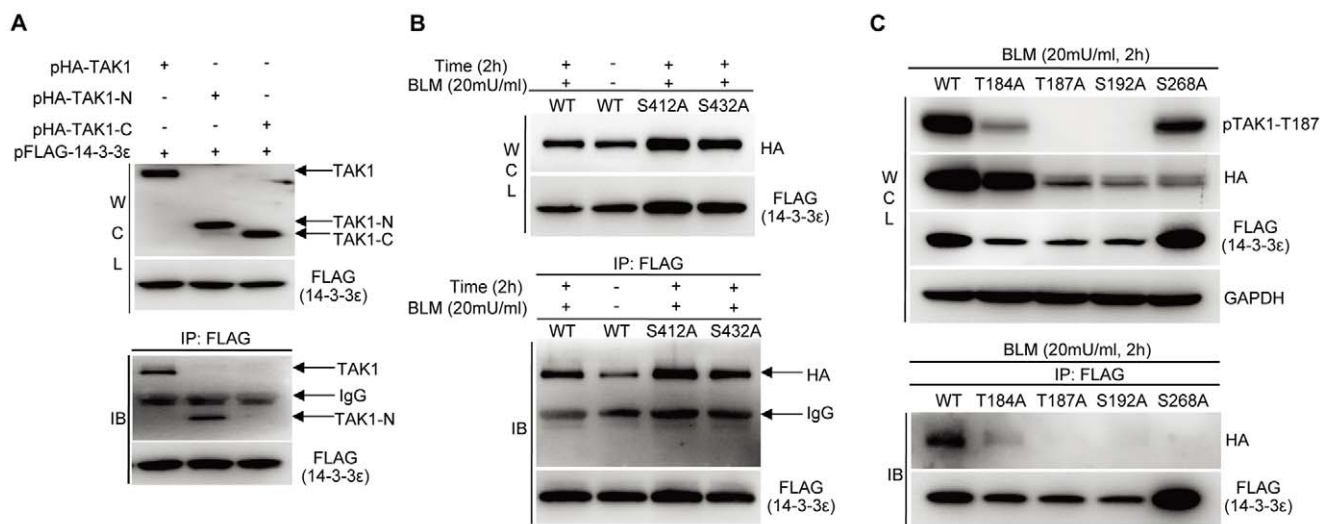 A
pHA-TAK1 + - -
pHA-TAK1-N - + -
pHA-TAK1-C - - +
pFLAG-14-3-3ε + + +
W C L
TAK1
TAK1-N
TAK1-C
FLAG
(14-3-3ε)
IP: FLAG
IB
TAK1
IgG
TAK1-N
FLAG
(14-3-3ε)
B
Time (2h) + - + +
BLM (20mU/ml) + - + +
WT WT S412A S432A
W C L
HA
FLAG
(14-3-3ε)
IP: FLAG
Time (2h) + - + +
BLM (20mU/ml) + - + +
WT WT S412A S432A
IB
HA
IgG
FLAG
(14-3-3ε)
C
BLM (20mU/ml, 2h)
WT T184A T187A S192A S268A
W C L
pTAK1-T187
HA
FLAG
(14-3-3ε)
GAPDH
BLM (20mU/ml, 2h)
IP: FLAG
WT T184A T187A S192A S268A
IB
HA
FLAG
(14-3-3ε)